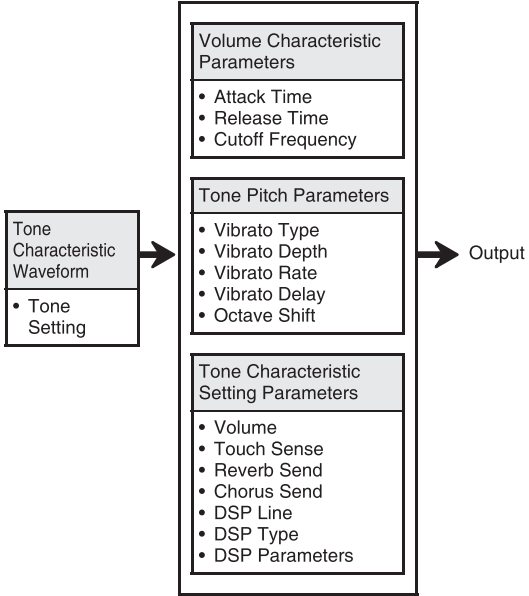 Tone
Characteristic
Waveform
• Tone
Setting
Volume Characteristic
Parameters
• Attack Time
• Release Time
• Cutoff Frequency
Tone Pitch Parameters
• Vibrato Type
• Vibrato Depth
• Vibrato Rate
• Vibrato Delay
• Octave Shift
Tone Characteristic
Setting Parameters
• Volume
• Touch Sense
• Reverb Send
• Chorus Send
• DSP Line
• DSP Type
• DSP Parameters
Output